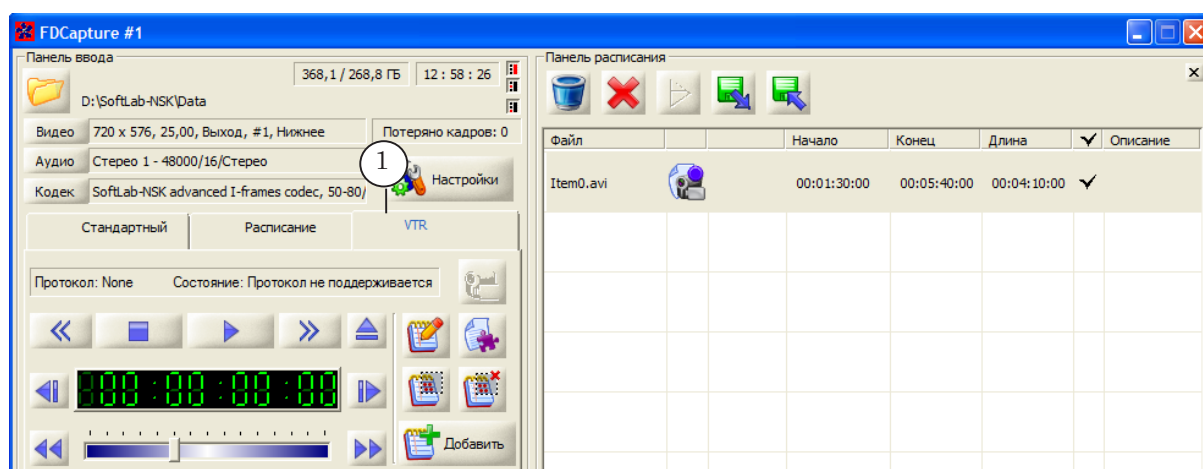 FDCapture #1
Панель ввода
368,1 / 268,8 ГБ
12 : 58 : 26
D:\SoftLab-NSK\Data
Видео 720 x 576, 25,00, Выход, #1, Нижнее Потеряно кадров: 0
Аудио Стерео 1 - 48000/16/Стерео
1
Кодек SoftLab-NSK advanced I-frames codec, 50-80/
Настройки
Стандартный Расписание VTR
Протокол: None Состояние: Протокол не поддерживается
00:00:00:00
Добавить
Панель расписания
Файл Начало Конец Длина Описание
Item0.avi 00:01:30:00 00:05:40:00 00:04:10:00